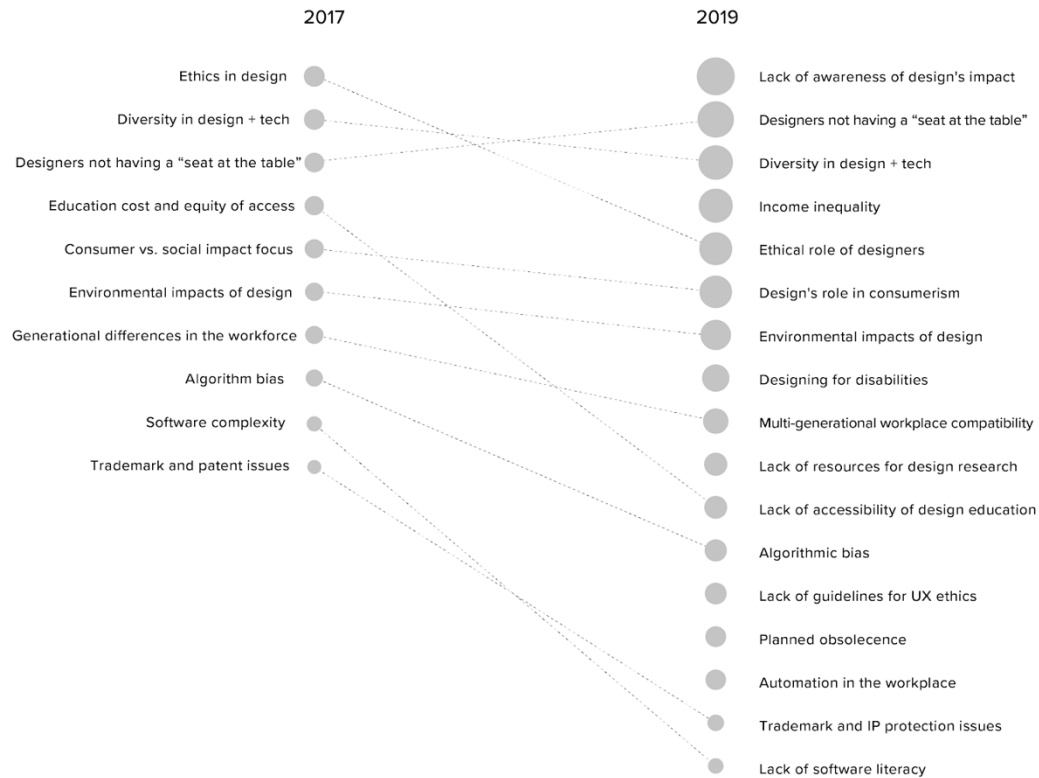 2017
Ethics in design
Diversity in design + tech
Designers not having a “seat at the table”
Education cost and equity of access
Consumer vs. social impact focus
Environmental impacts of design
Generational differences in the workforce
Algorithm bias
Software complexity
Trademark and patent issues
2019
Lack of awareness of design's impact
Designers not having a “seat at the table”
Diversity in design + tech
Income inequality
Ethical role of designers
Design's role in consumerism
Environmental impacts of design
Designing for disabilities
Multi-generational workplace compatibility
Lack of resources for design research
Lack of accessibility of design education
Algorithmic bias
Lack of guidelines for UX ethics
Planned obsolecence
Automation in the workplace
Trademark and IP protection issues
Lack of software literacy